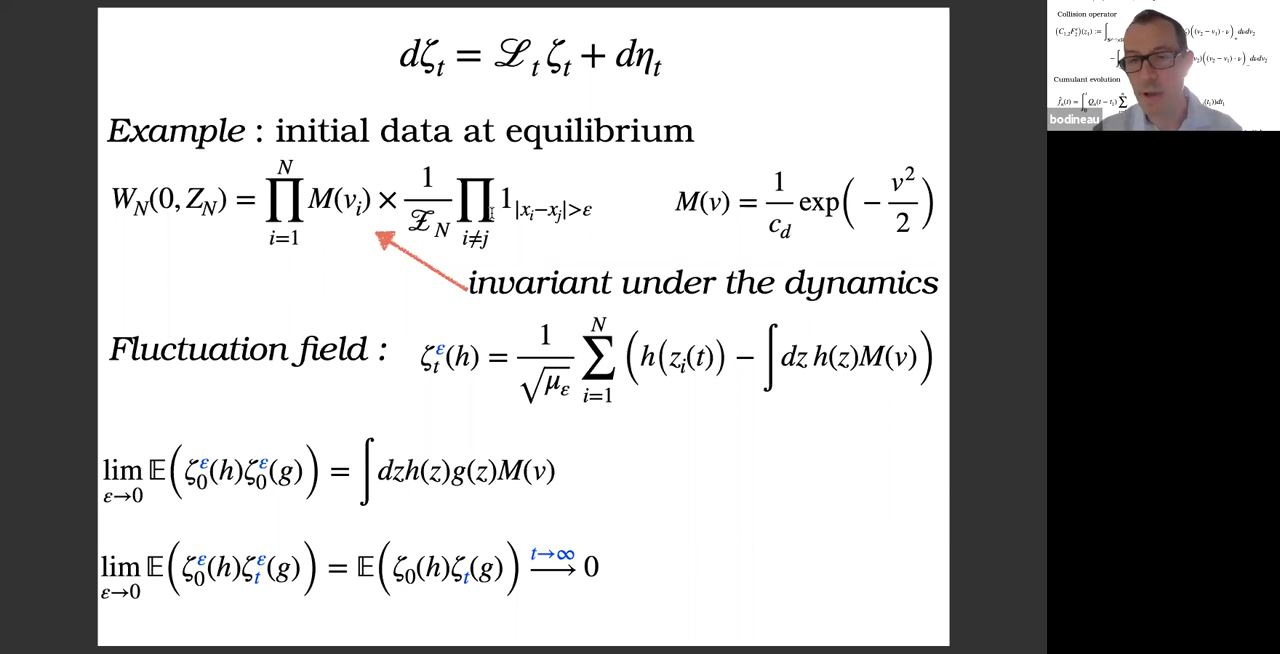 dζ_t = ℒ_t ζ_t + dη_t
Example : initial data at equilibrium
W_N(0, Z_N) = ∏_{i=1}^{N} M(v_i) × 1/𝒵_N ∏_{i≠j} 1_{|x_i−x_j|>ε}    M(v) = 1/c_d exp(− v²/2)
invariant under the dynamics
Fluctuation field : ζ_t^ε(h) = 1/√μ_ε ∑_{i=1}^{N} (h(z_i(t)) − ∫ dz h(z)M(v))
lim_{ε→0} 𝔼(ζ_0^ε(h)ζ_0^ε(g)) = ∫ dzh(z)g(z)M(v)
lim_{ε→0} 𝔼(ζ_0^ε(h)ζ_t^ε(g)) = 𝔼(ζ_0(h)ζ_t(g)) ⟶^{t→∞} 0
Collision operator
Cumulant evolution
bodineau